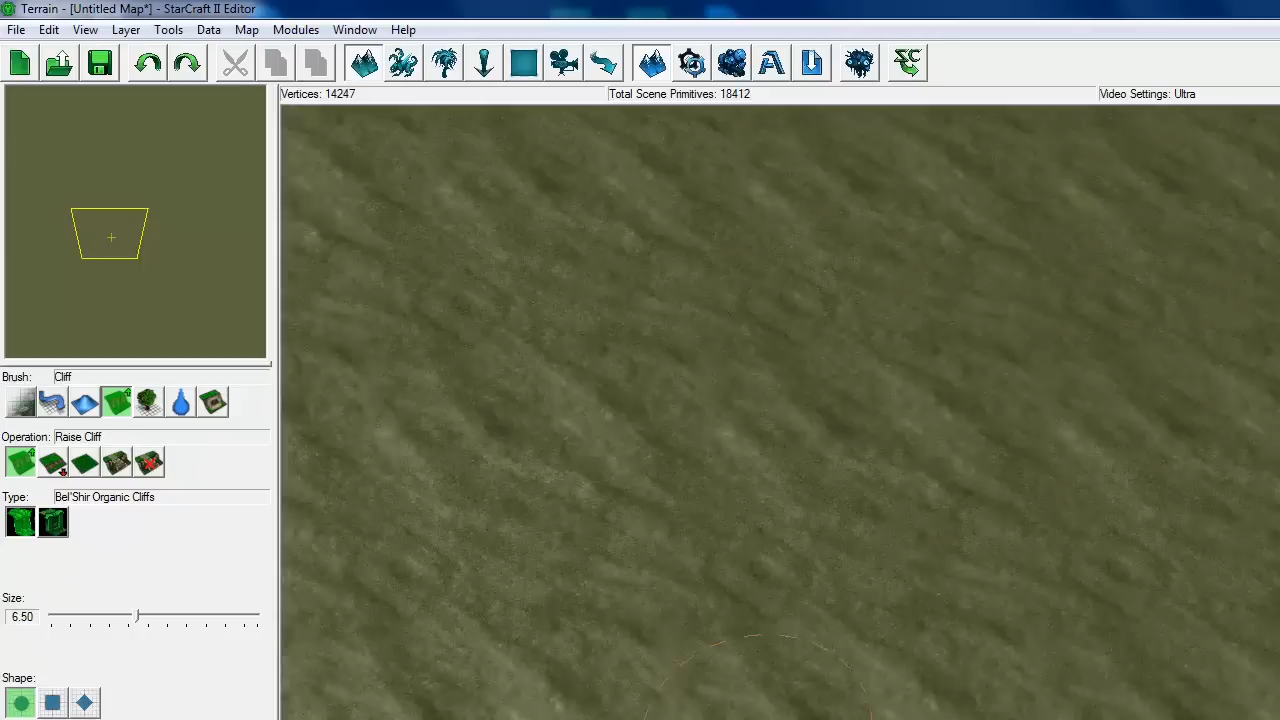 Terrain - [Untitled Map*] - StarCraft II Editor
File Edit View Layer Tools Data Map Modules Window Help
Vertices: 14247 Total Scene Primitives: 18412 Video Settings: Ultra
Brush: Cliff
Operation: Raise Cliff
Type: Bel'Shir Organic Cliffs
Size:
6.50
Shape: